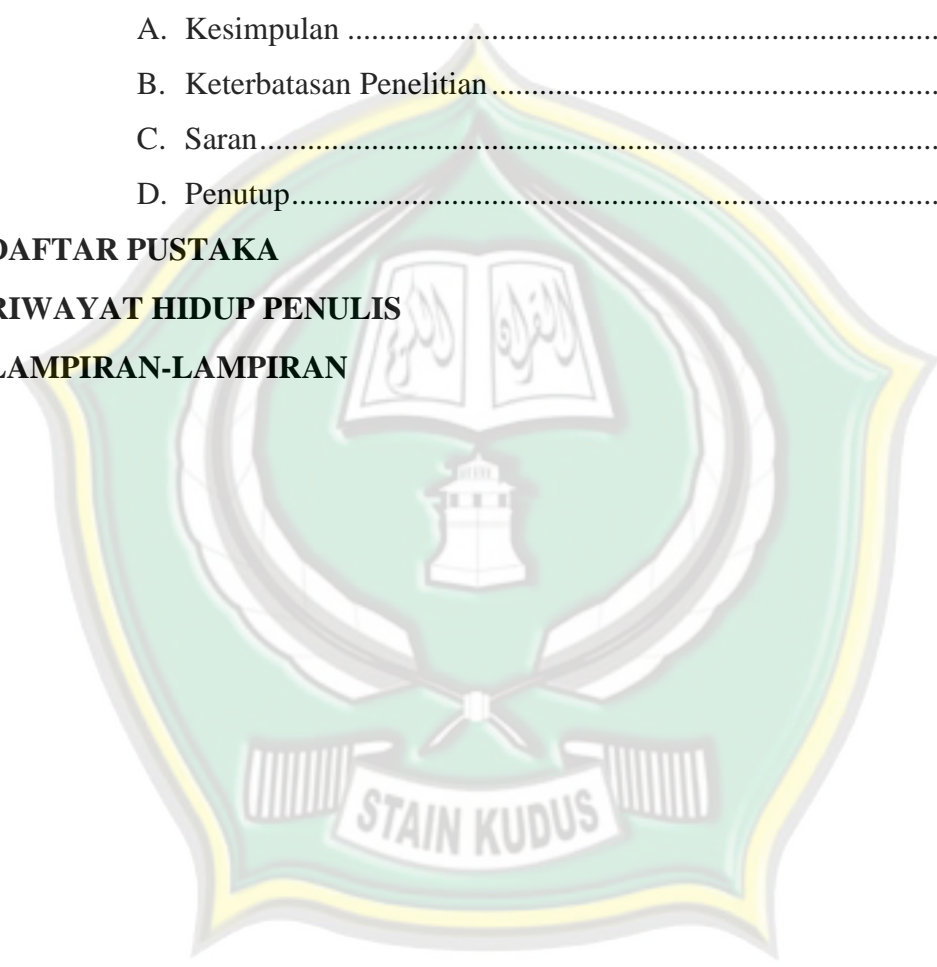 A. Kesimpulan ........................................................................
B. Keterbatasan Penelitian ......................................................
C. Saran ..................................................................................
D. Penutup ..............................................................................
DAFTAR PUSTAKA
RIWAYAT HIDUP PENULIS
LAMPIRAN-LAMPIRAN
STAIN KUDUS